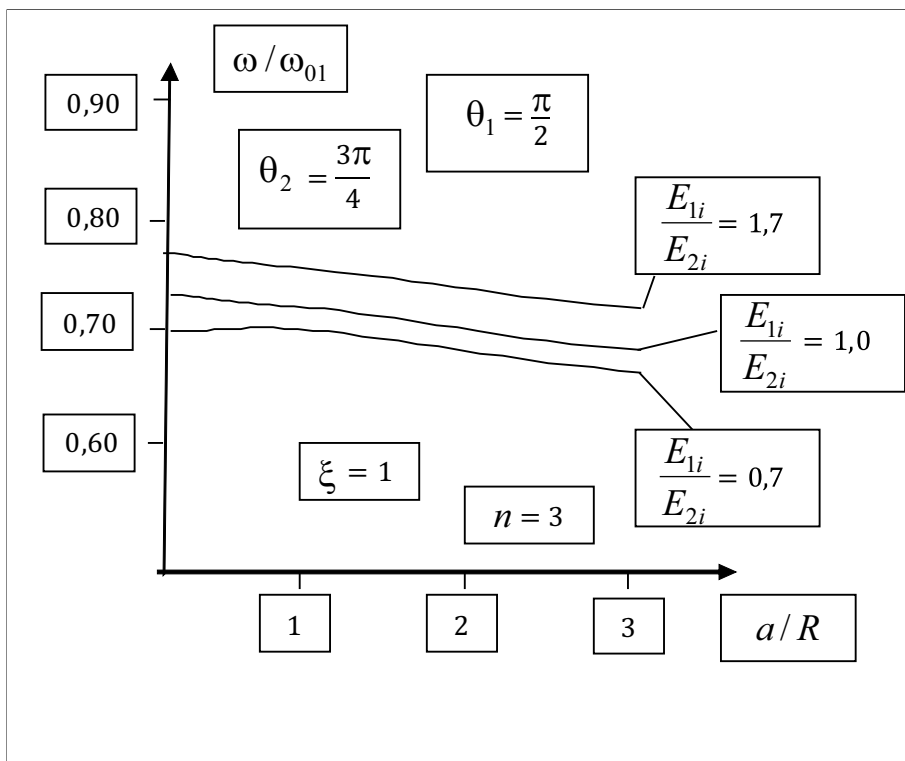 ω / ω₀₁
0,90
θ₁ = π/2
θ₂ = 3π/4
0,80
E₁ᵢ/E₂ᵢ = 1,7
0,70
E₁ᵢ/E₂ᵢ = 1,0
0,60
ξ = 1
E₁ᵢ/E₂ᵢ = 0,7
n = 3
1
2
3
a / R